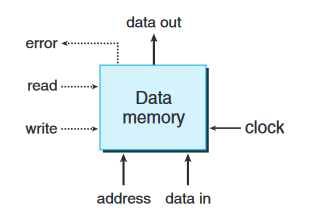 data out
error
read
Data
memory
write
clock
address data in